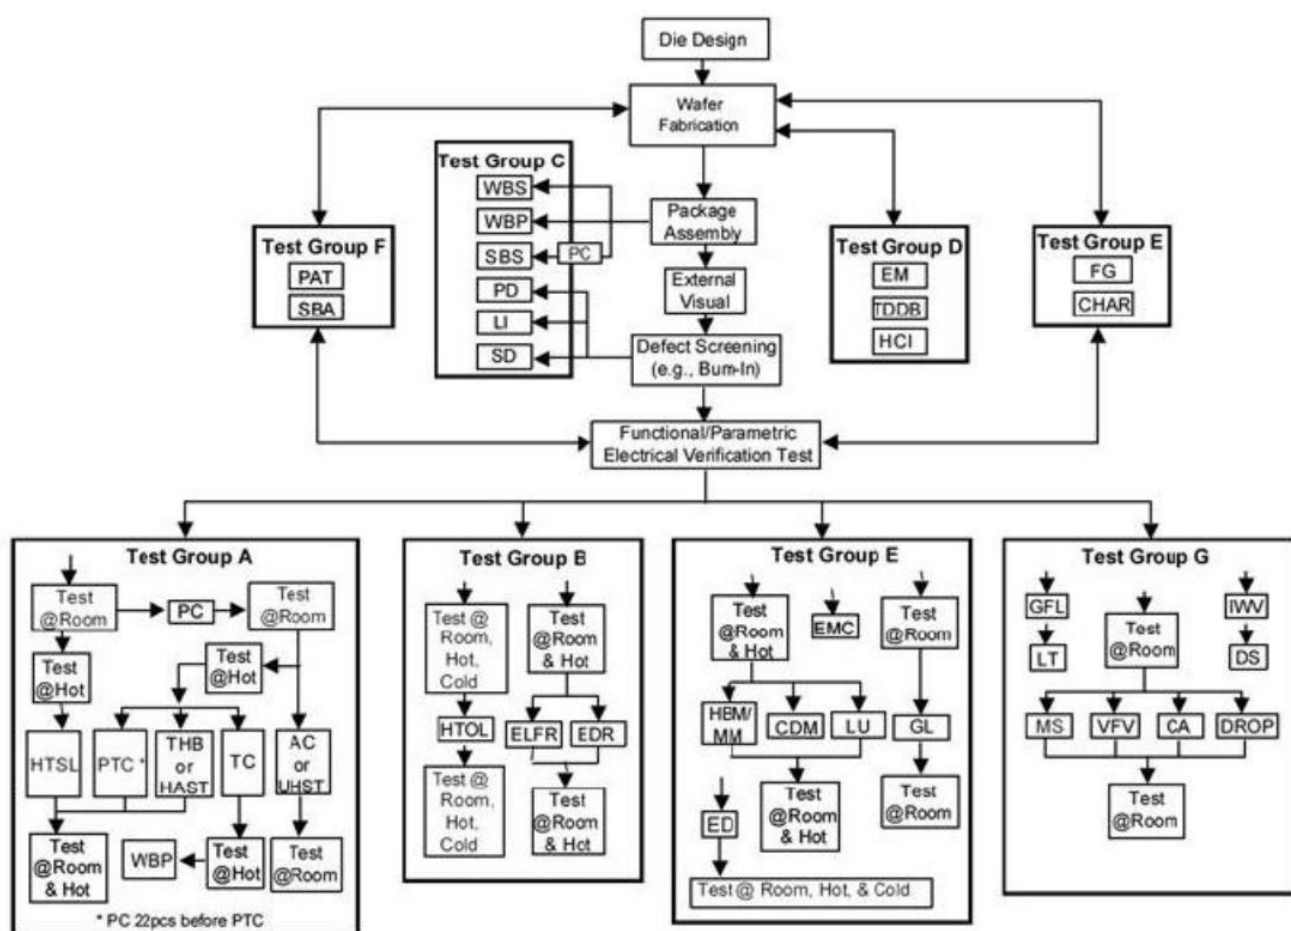 Die Design
Wafer
Fabrication
Test Group C
WBS
WBP
SBS
PC
PD
LI
SD
Package
Assembly
External
Visual
Defect Screening
(e.g., Bum-In)
Test Group F
PAT
SBA
Test Group D
EM
TDDB
HCI
Test Group E
FG
CHAR
Functional/Parametric
Electrical Verification Test
Test Group A
Test
@Room
PC
Test
@Room
Test
@Hot
Test
@Hot
HTSL
PTC *
THB
or
HAST
TC
AC
or
UHST
Test
@Room
& Hot
WBP
Test
@Hot
Test
@Room
* PC 22pcs before PTC
Test Group B
Test @
Room,
Hot,
Cold
Test
@Room
& Hot
HTOL
ELFR
EDR
Test @
Room,
Hot,
Cold
Test
@Room
& Hot
Test Group E
Test
@Room
& Hot
EMC
Test
@Room
HBM/
MM
CDM
LU
GL
ED
Test
@Room
& Hot
Test
@Room
Test @ Room, Hot, & Cold
Test Group G
GFL
LT
Test
@Room
IWV
DS
MS
VFV
CA
DROP
Test
@Room